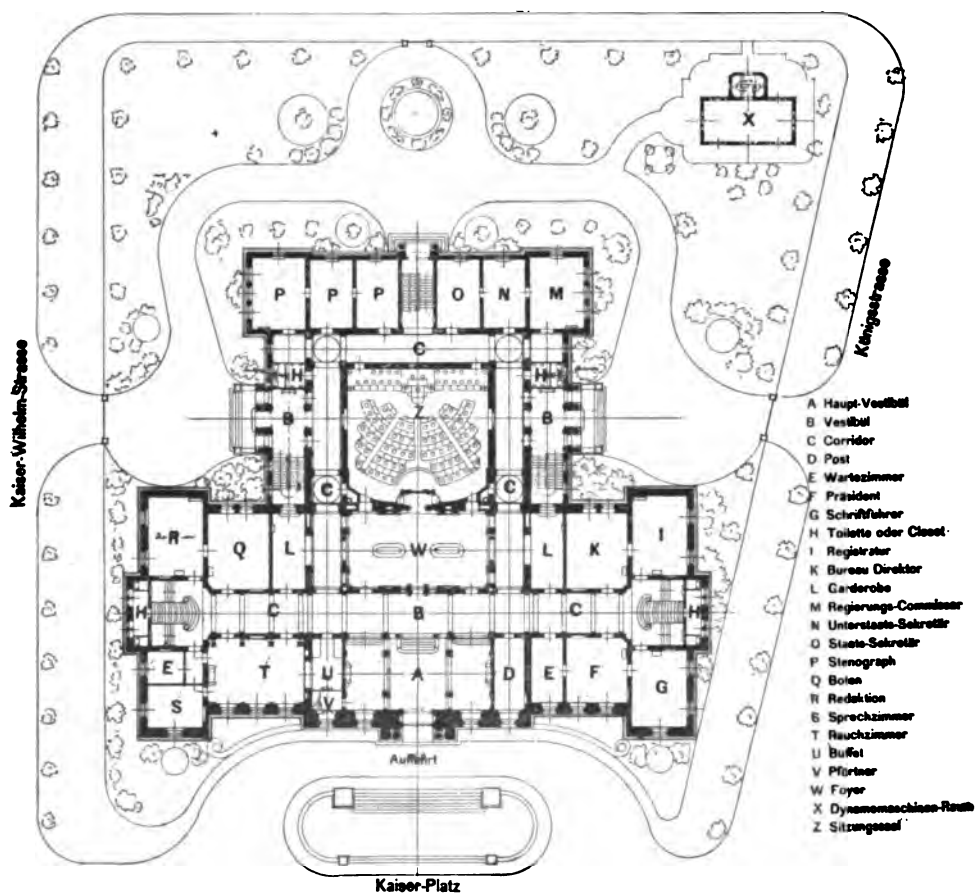 X
Königsstrasse
Kaiser-Wilhelm-Strasse
P P P O N M
C
H H
Z
B B
C C
R Q L W L K I
H C B C H
E T U A D E F G
S V
Auffahrt
Kaiser-Platz
A Haupt-Vestibül
B Vestibül
C Corridor
D Post
E Wartezimmer
F Präsident
G Schriftführer
H Toilette oder Closet
I Registratur
K Bureau Direktor
L Garderobe
M Regierungs-Commissar
N Unterstaats-Sekretär
O Staats-Sekretär
P Stenograph
Q Boten
R Redaktion
S Sprechzimmer
T Rauchzimmer
U Buffet
V Pförtner
W Foyer
X Dynamomaschinen-Raum
Z Sitzungssaal